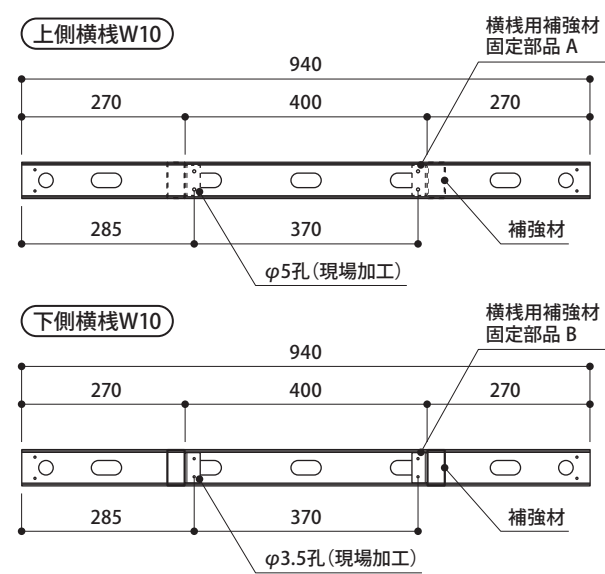 上側横桟W10
横桟用補強材
固定部品 A
940
270
400
270
285
370
補強材
φ5孔（現場加工）
下側横桟W10
横桟用補強材
固定部品 B
940
270
400
270
285
370
補強材
φ3.5孔（現場加工）